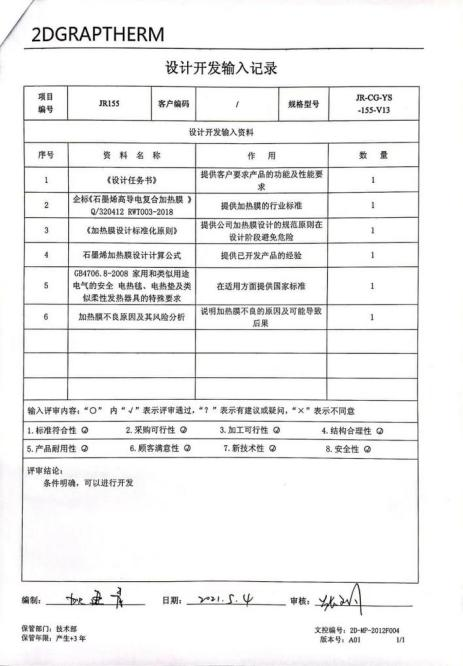 2DGRAPTHERM
设计开发输入记录
项目编号 JR155 客户编码 / 规格型号 JR-CG-YS-155-V13
设计开发输入资料
序号 资料名称 作用 数量
1 《设计任务书》 提供客户要求产品的功能及性能要求 1
2 企标《石墨烯高导电复合加热膜》Q/320412 RWT003-2018 提供加热膜的行业标准 1
3 《加热膜设计标准化原则》 提供公司加热膜设计的规范原则在设计阶段避免危险 1
4 石墨烯加热膜设计计算公式 提供已开发产品的经验 1
5 GB4706.8-2008 家用和类似用途电气的安全 电热毯、电热垫及类似柔性发热器具的特殊要求 在适用方面提供国家标准 1
6 加热膜不良原因及其风险分析 说明加热膜不良的原因及可能导致后果 1
输入评审内容:“○” 内“√”表示评审通过,“?”表示有建议或疑问,“×”表示不同意
1.标准符合性 2.采购可行性 3.加工可行性 4.结构合理性
5.产品耐用性 6.顾客满意性 7.新技术性 8.安全性
评审结论:
条件明确,可以进行开发
编制: 日期: 2021.5.4 审核:
保管部门:技术部 文控编号:2D-MP-2012F004
保管年限:产生+3年 版本号:A01 1/1